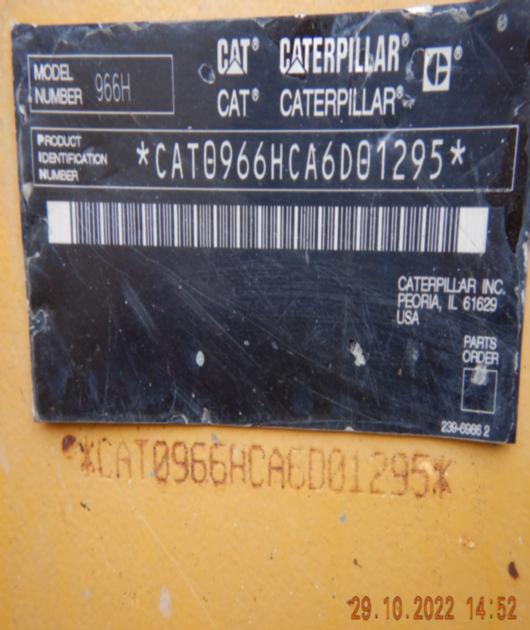 CAT® CATERPILLAR® ®
CAT® CATERPILLAR®
MODEL
NUMBER 966H
PRODUCT
IDENTIFICATION
NUMBER
*CAT0966HCA6D01295*
CATERPILLAR INC.
PEORIA, IL 61629
USA
PARTS
ORDER
239-6966 2
*CAT0966HCA6D01295*
29.10.2022 14:52